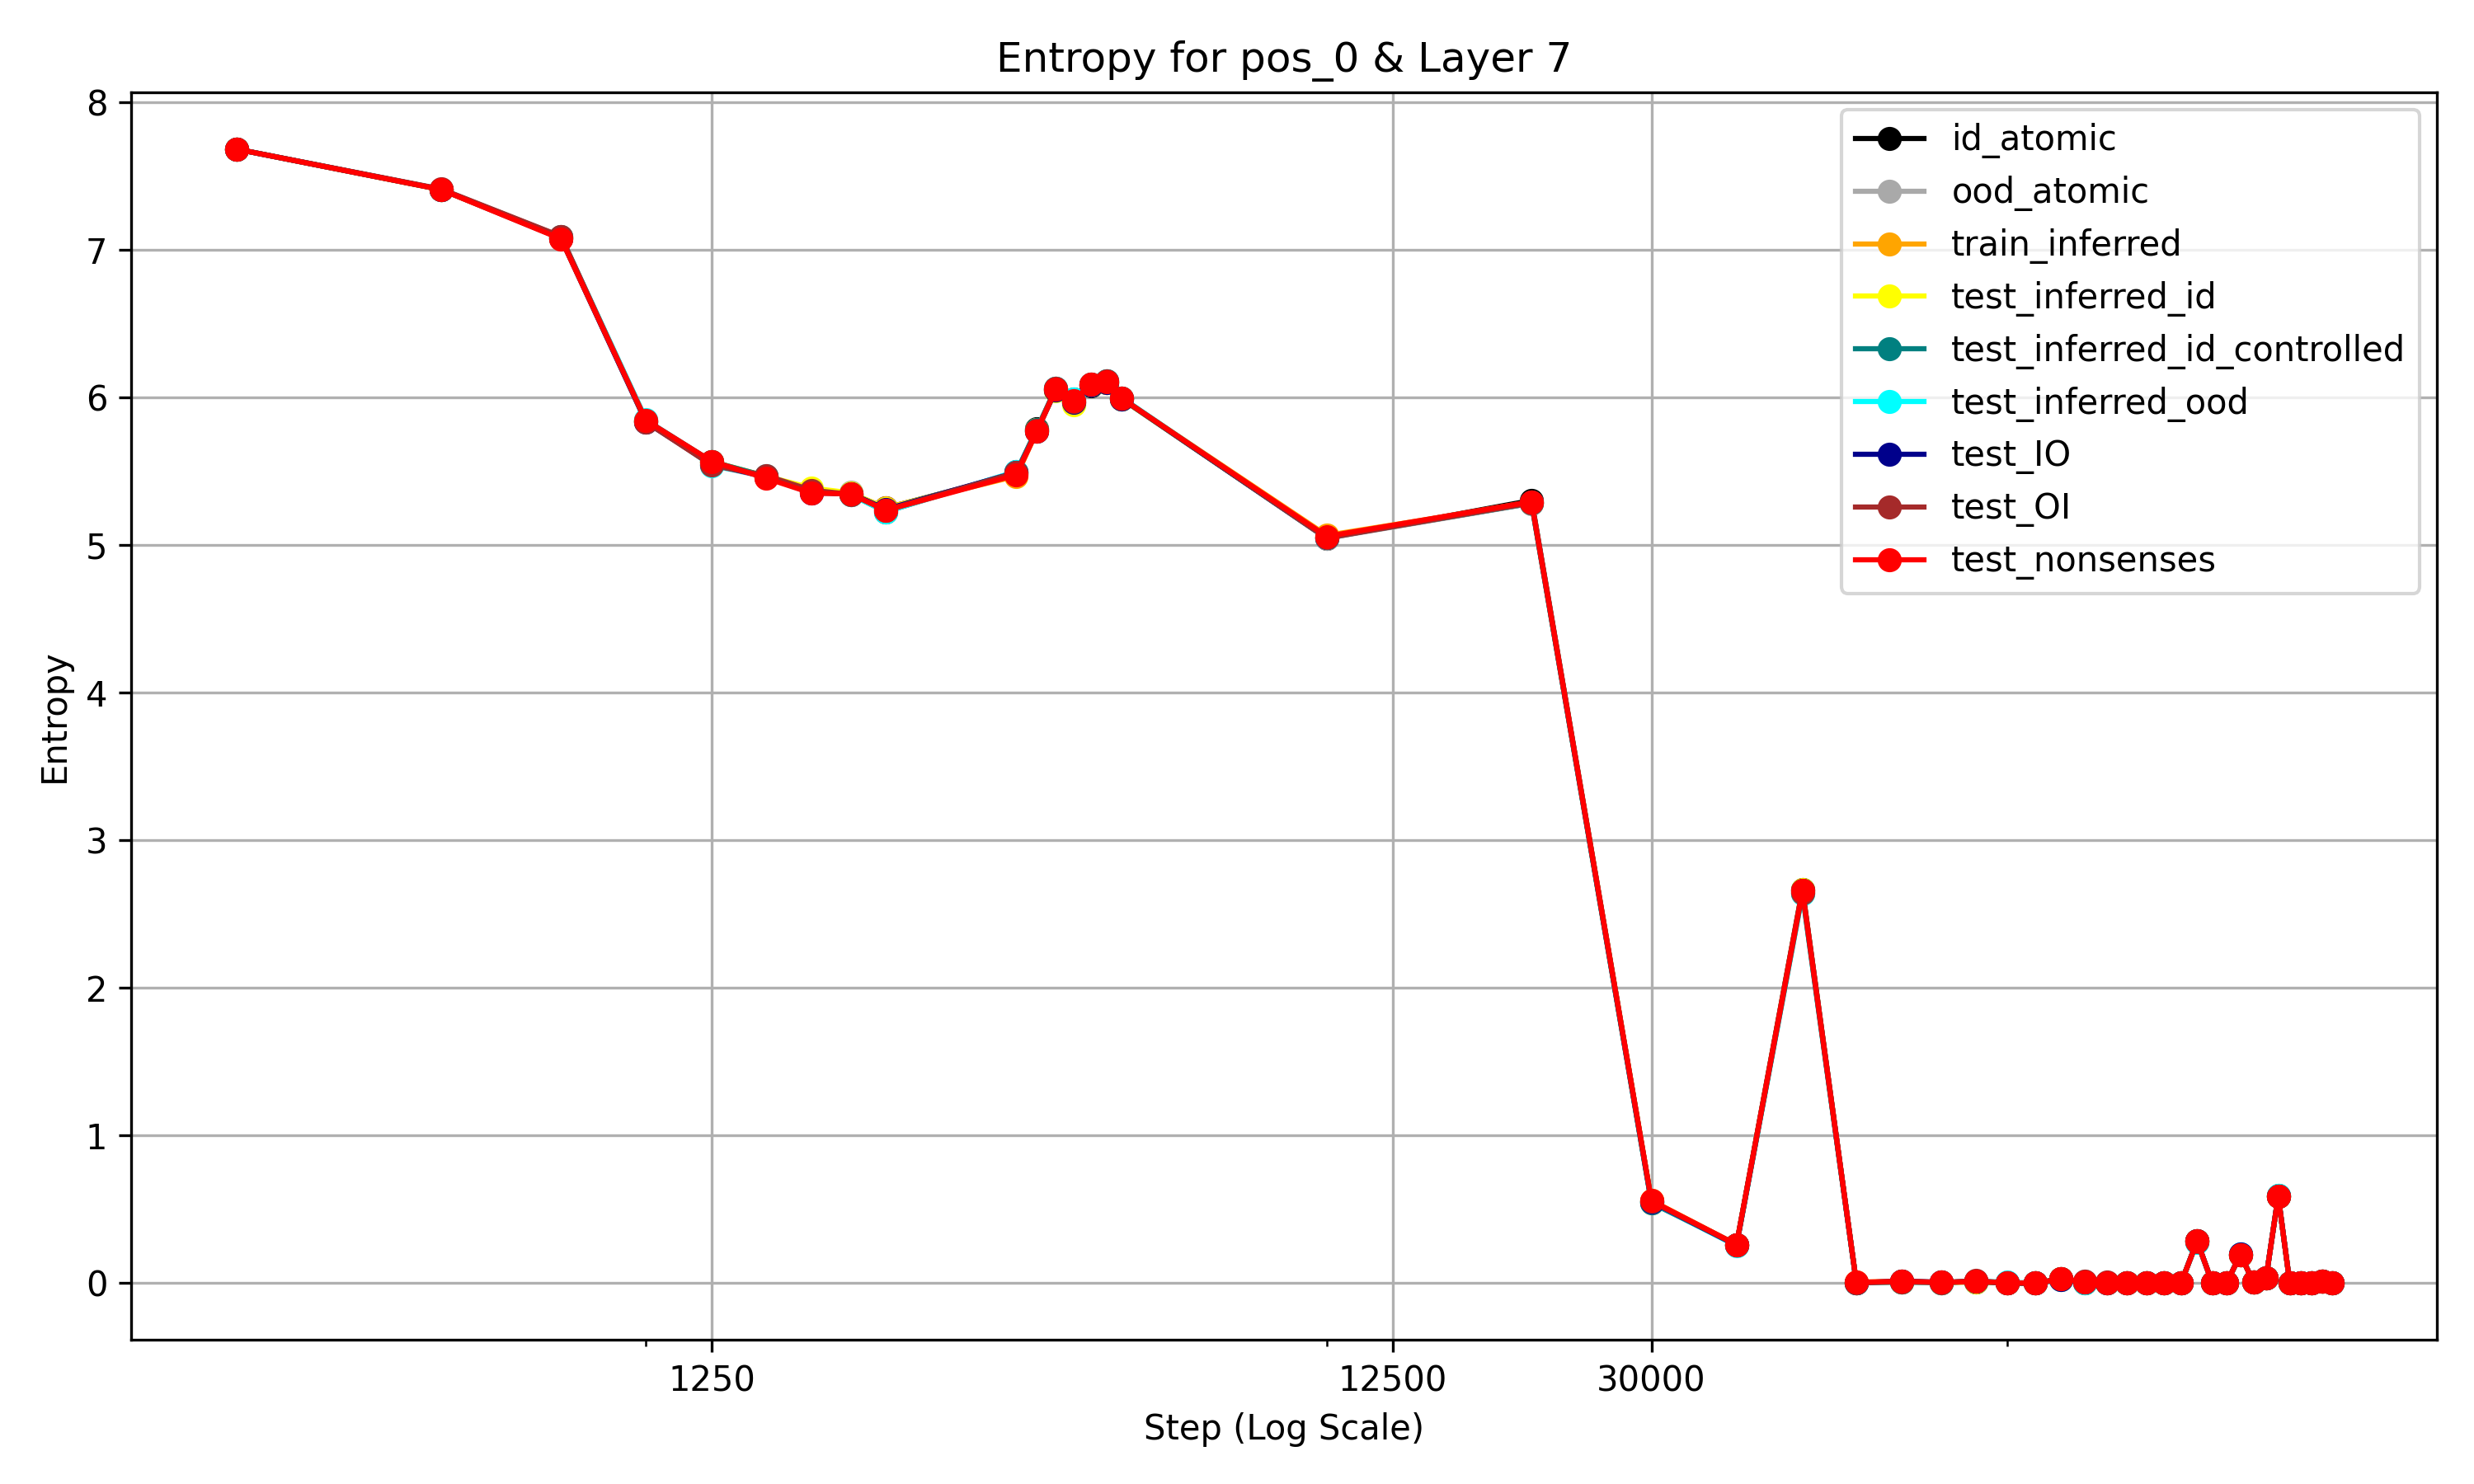 Entropy for pos_0 & Layer 7
8
7
6
5
4
3
2
1
0
Entropy
1250
12500
30000
Step (Log Scale)
id_atomic
ood_atomic
train_inferred
test_inferred_id
test_inferred_id_controlled
test_inferred_ood
test_IO
test_OI
test_nonsenses